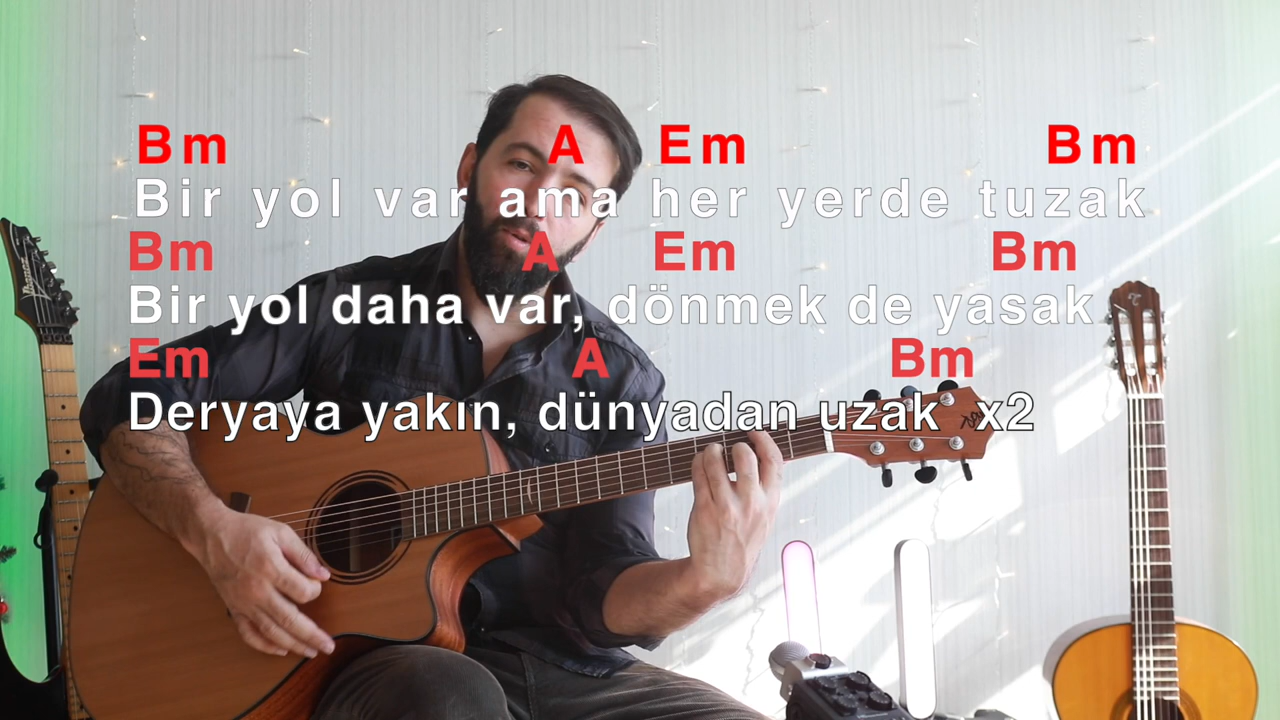 Bm A Em Bm
Bir yol var ama her yerde tuzak
Bm A Em Bm
Bir yol daha var, dönmek de yasak
Em A Bm
Deryaya yakın, dünyadan uzak x2
Ibanez